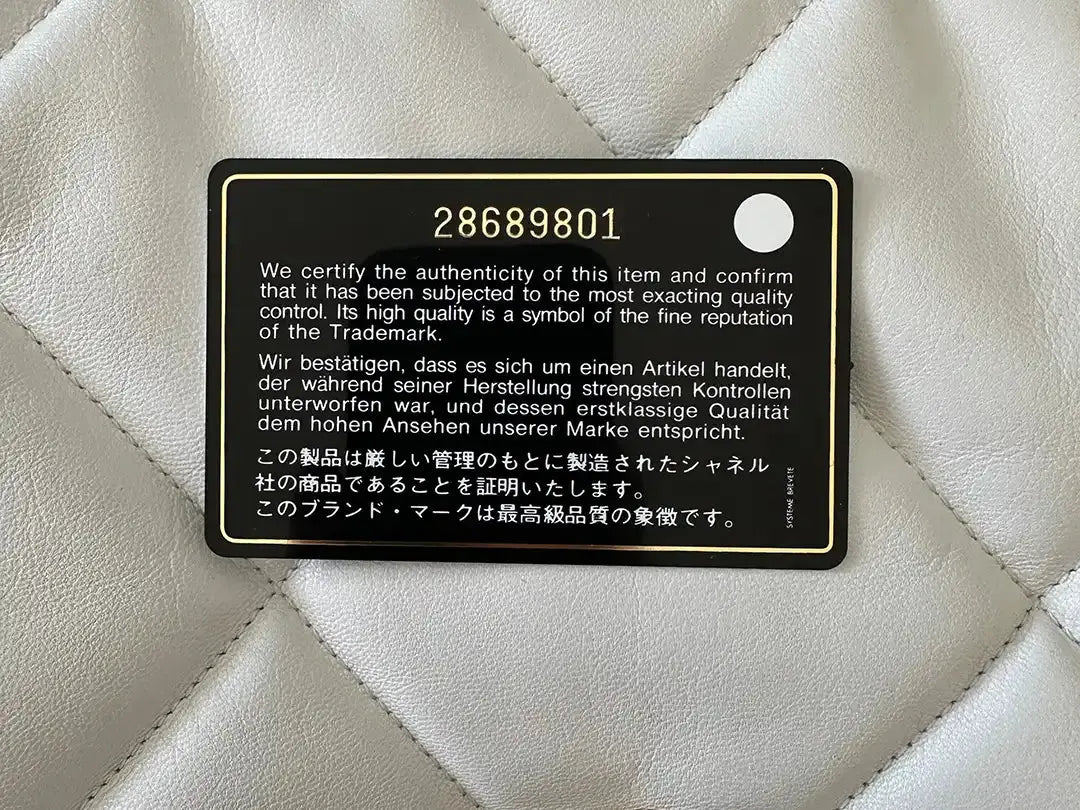 28689801
We certify the authenticity of this item and confirm
that it has been subjected to the most exacting quality
control. Its high quality is a symbol of the fine reputation
of the Trademark.
Wir bestätigen, dass es sich um einen Artikel handelt,
der während seiner Herstellung strengsten Kontrollen
unterworfen war, und dessen erstklassige Qualität
dem hohen Ansehen unserer Marke entspricht.
この製品は厳しい管理のもとに製造されたシャネル
社の商品であることを証明いたします。
このブランド・マークは最高級品質の象徴です。
SYSTEME BREVETE